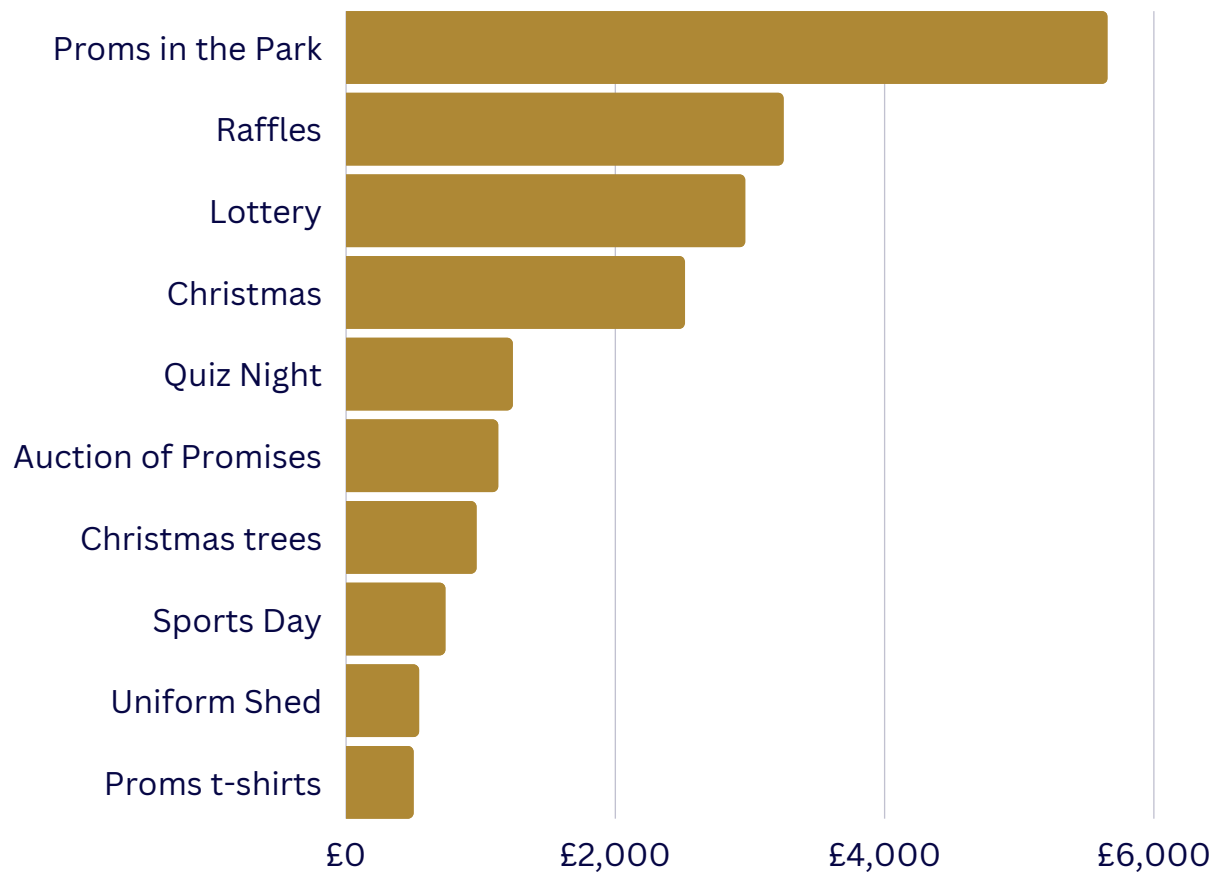 Proms in the Park
Raffles
Lottery
Christmas
Quiz Night
Auction of Promises
Christmas trees
Sports Day
Uniform Shed
Proms t-shirts
£0 £2,000 £4,000 £6,000